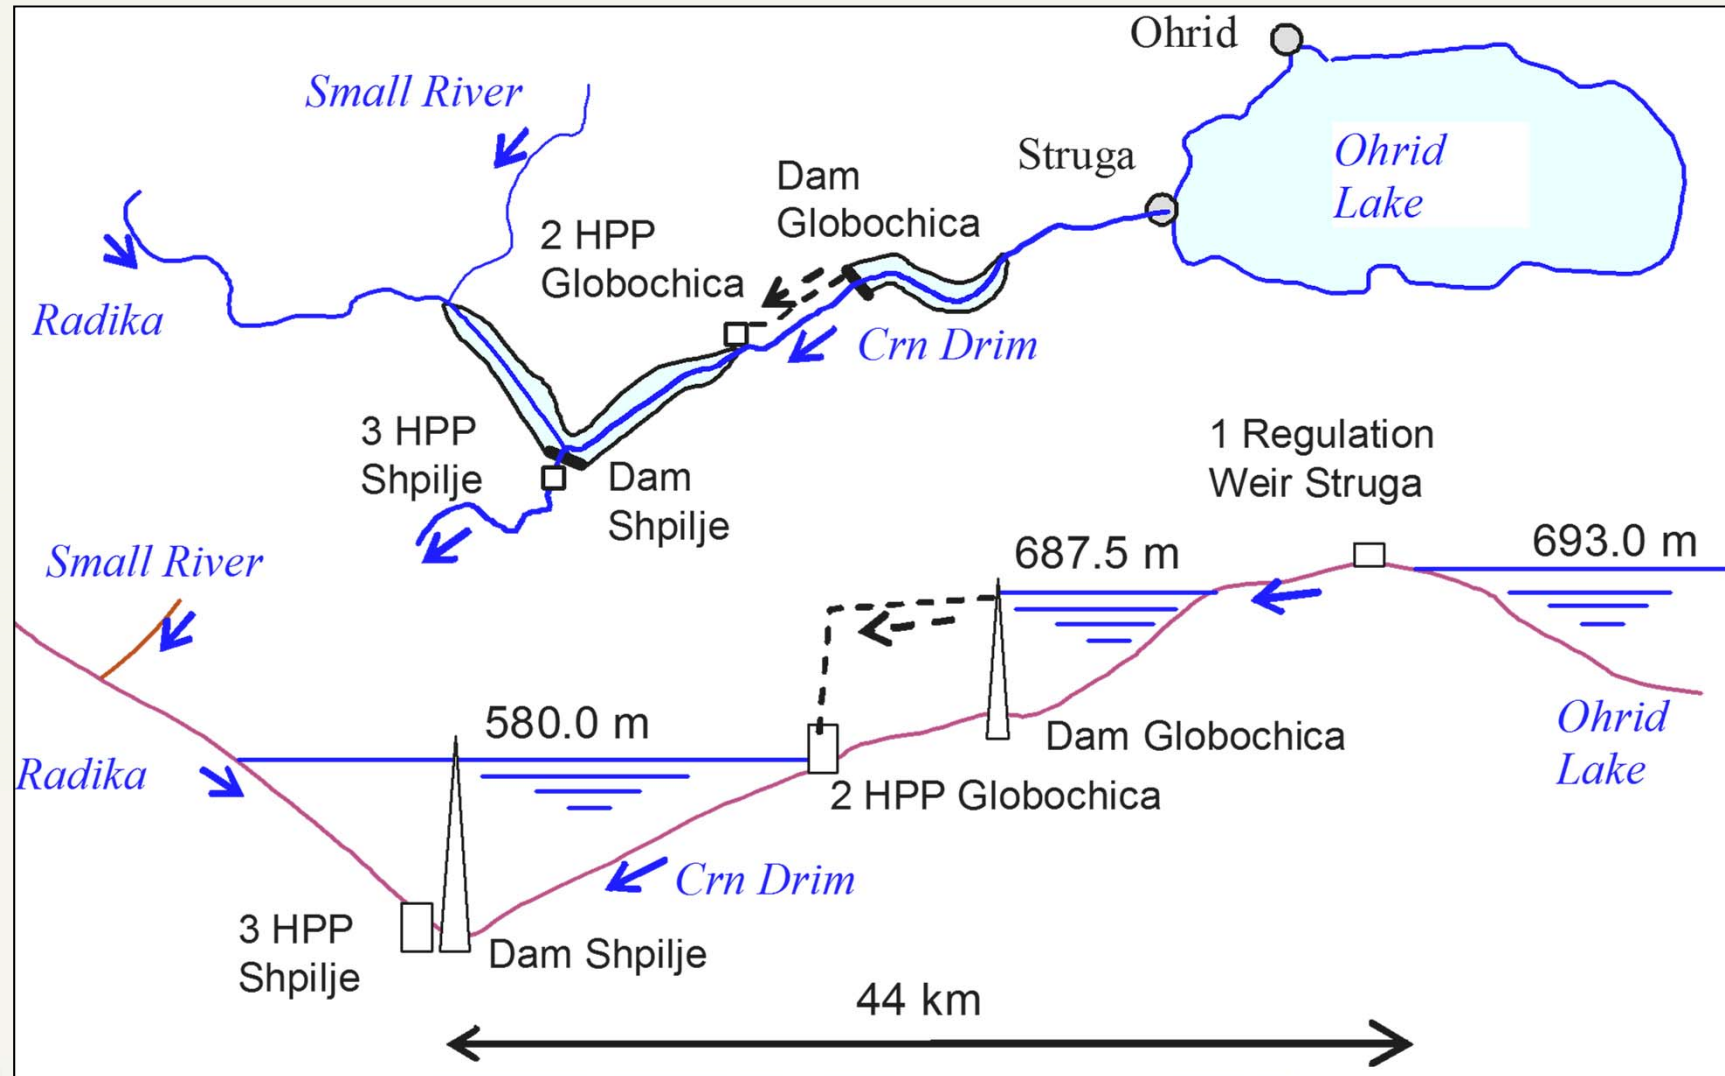 Ohrid
Small River
Struga
Ohrid
Lake
Dam
Globochica
2 HPP
Globochica
Radika
Crn Drim
3 HPP
Shpilje
Dam
Shpilje
1 Regulation
Weir Struga
Small River
687.5 m
693.0 m
580.0 m
Dam Globochica
Ohrid
Lake
Radika
2 HPP Globochica
Crn Drim
3 HPP
Shpilje
Dam Shpilje
44 km